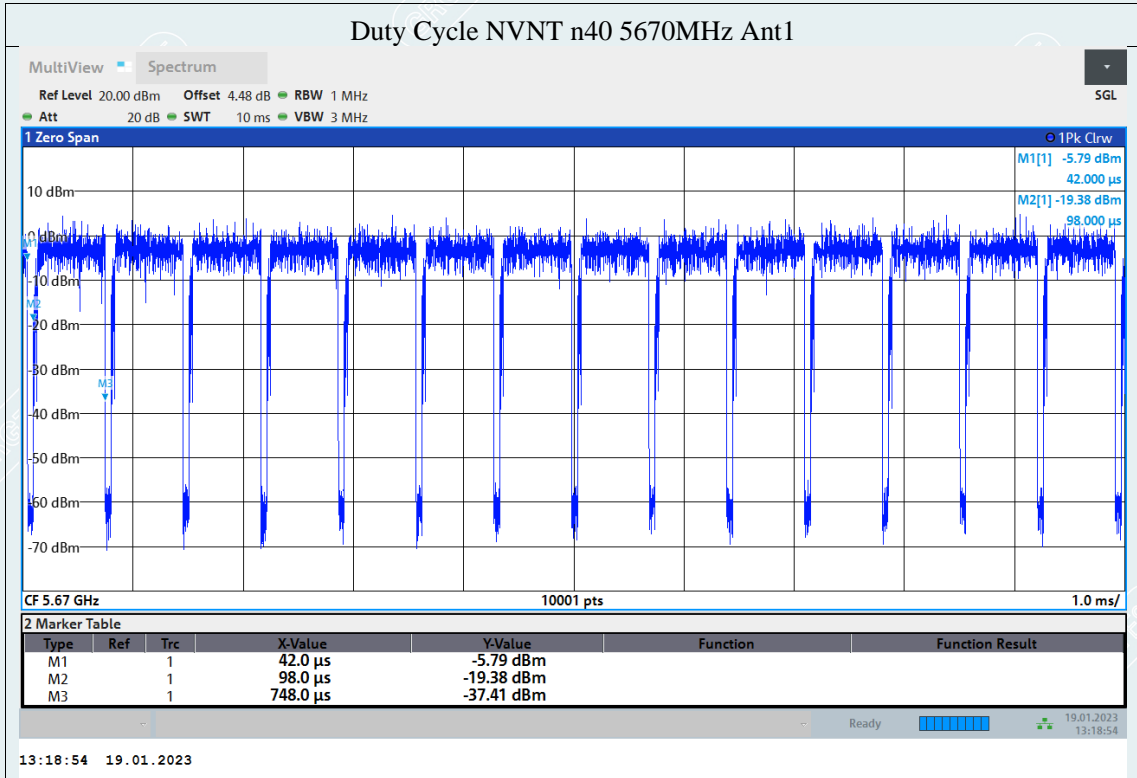 Duty Cycle NVNT n40 5670MHz Ant1
MultiView Spectrum
Ref Level 20.00 dBm Offset 4.48 dB RBW 1 MHz SGL
Att 20 dB SWT 10 ms VBW 3 MHz
1 Zero Span 1Pk Clrw
M1[1] -5.79 dBm
42.000 µs
10 dBm
M2[1] -19.38 dBm
98.000 µs
0 dBm
M1
-10 dBm
M2
-20 dBm
-30 dBm
M3
-40 dBm
-50 dBm
-60 dBm
-70 dBm
CF 5.67 GHz 10001 pts 1.0 ms/
2 Marker Table
Type Ref Trc X-Value Y-Value Function Function Result
M1 1 42.0 µs -5.79 dBm
M2 1 98.0 µs -19.38 dBm
M3 1 748.0 µs -37.41 dBm
Ready 19.01.2023
13:18:54
13:18:54 19.01.2023